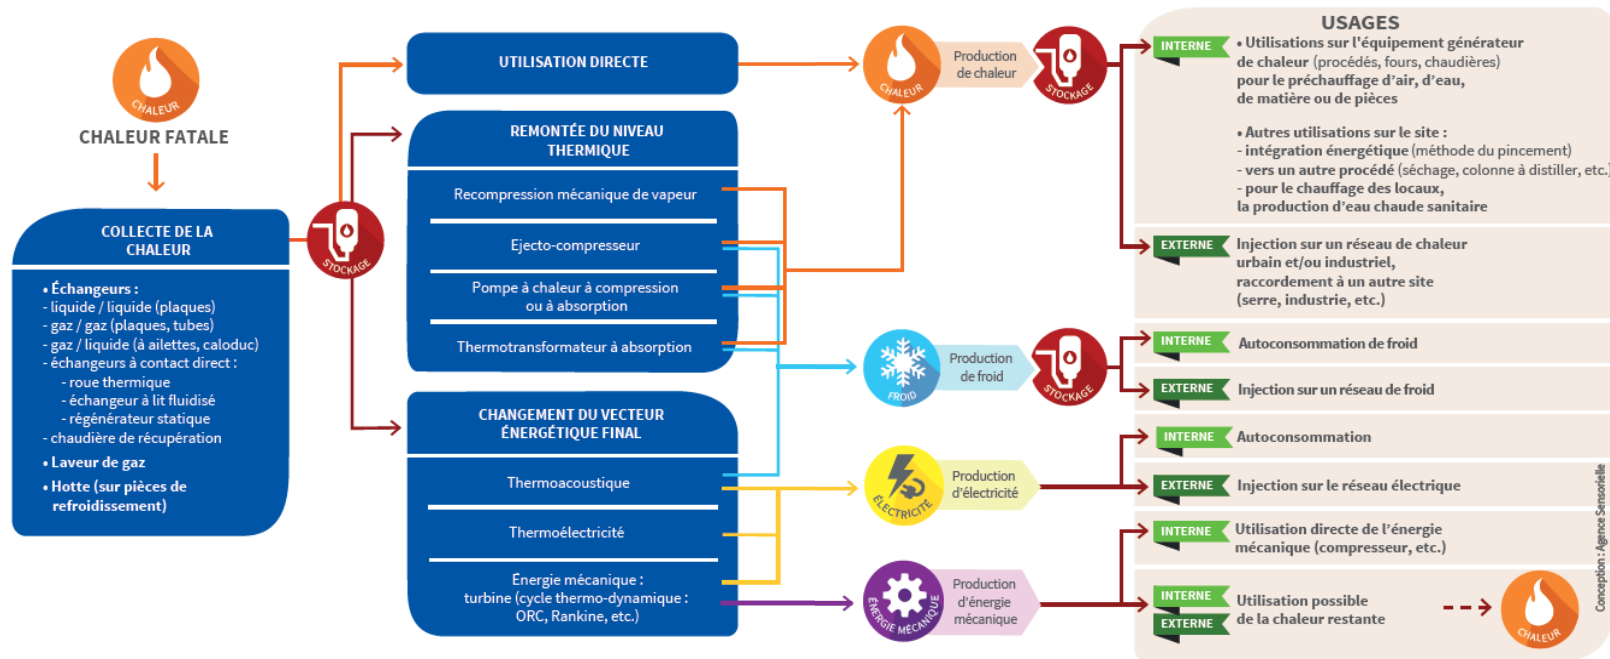 CHALEUR
CHALEUR FATALE
COLLECTE DE LA
CHALEUR
• Échangeurs :
- liquide / liquide (plaques)
- gaz / gaz (plaques, tubes)
- gaz / liquide (à ailettes, caloduc)
- échangeurs à contact direct :
- roue thermique
- échangeur à lit fluidisé
- régénérateur statique
- chaudière de récupération
• Laveur de gaz
• Hotte (sur pièces de
refroidissement)
STOCKAGE
UTILISATION DIRECTE
REMONTÉE DU NIVEAU
THERMIQUE
Recompression mécanique de vapeur
Ejecto-compresseur
Pompe à chaleur à compression
ou à absorption
Thermotransformateur à absorption
CHANGEMENT DU VECTEUR
ÉNERGÉTIQUE FINAL
Thermoacoustique
Thermoélectricité
Énergie mécanique :
turbine (cycle thermo-dynamique :
ORC, Rankine, etc.)
CHALEUR
Production
de chaleur
STOCKAGE
FROID
Production
de froid
STOCKAGE
ÉLECTRICITÉ
Production
d'électricité
ÉNERGIE MÉCANIQUE
Production
d'énergie
mécanique
USAGES
INTERNE
• Utilisations sur l'équipement générateur
de chaleur (procédés, fours, chaudières)
pour le préchauffage d'air, d'eau,
de matière ou de pièces
• Autres utilisations sur le site :
- intégration énergétique (méthode du pincement)
- vers un autre procédé (séchage, colonne à distiller, etc.)
- pour le chauffage des locaux,
la production d'eau chaude sanitaire
EXTERNE
Injection sur un réseau de chaleur
urbain et/ou industriel,
raccordement à un autre site
(serre, industrie, etc.)
INTERNE
Autoconsommation de froid
EXTERNE
Injection sur un réseau de froid
INTERNE
Autoconsommation
EXTERNE
Injection sur le réseau électrique
INTERNE
Utilisation directe de l'énergie
mécanique (compresseur, etc.)
INTERNE
EXTERNE
Utilisation possible
de la chaleur restante
CHALEUR
Conception : Agence Sensorielle